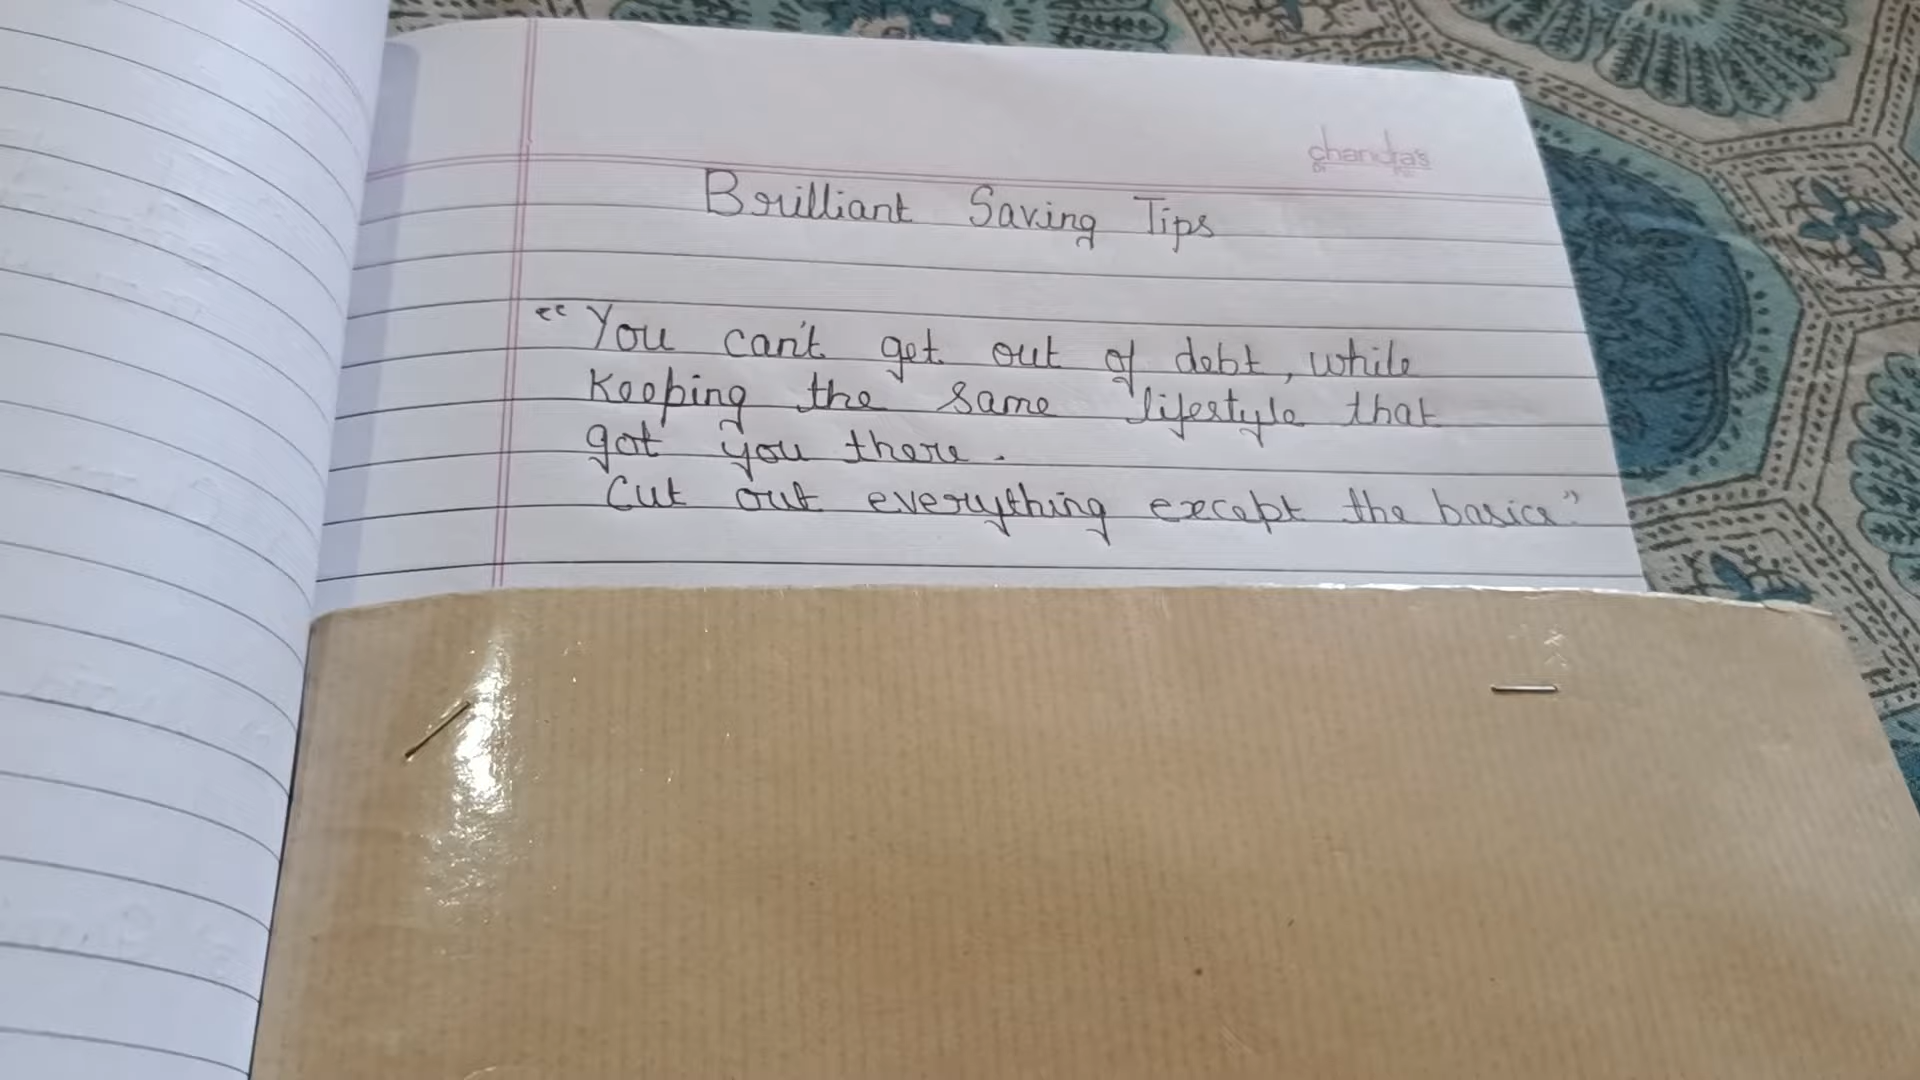 chandra's
Brilliant Saving Tips
“You can't get out of debt, while
Keeping the same lifestyle that
got you there.
Cut out everything except the basics”